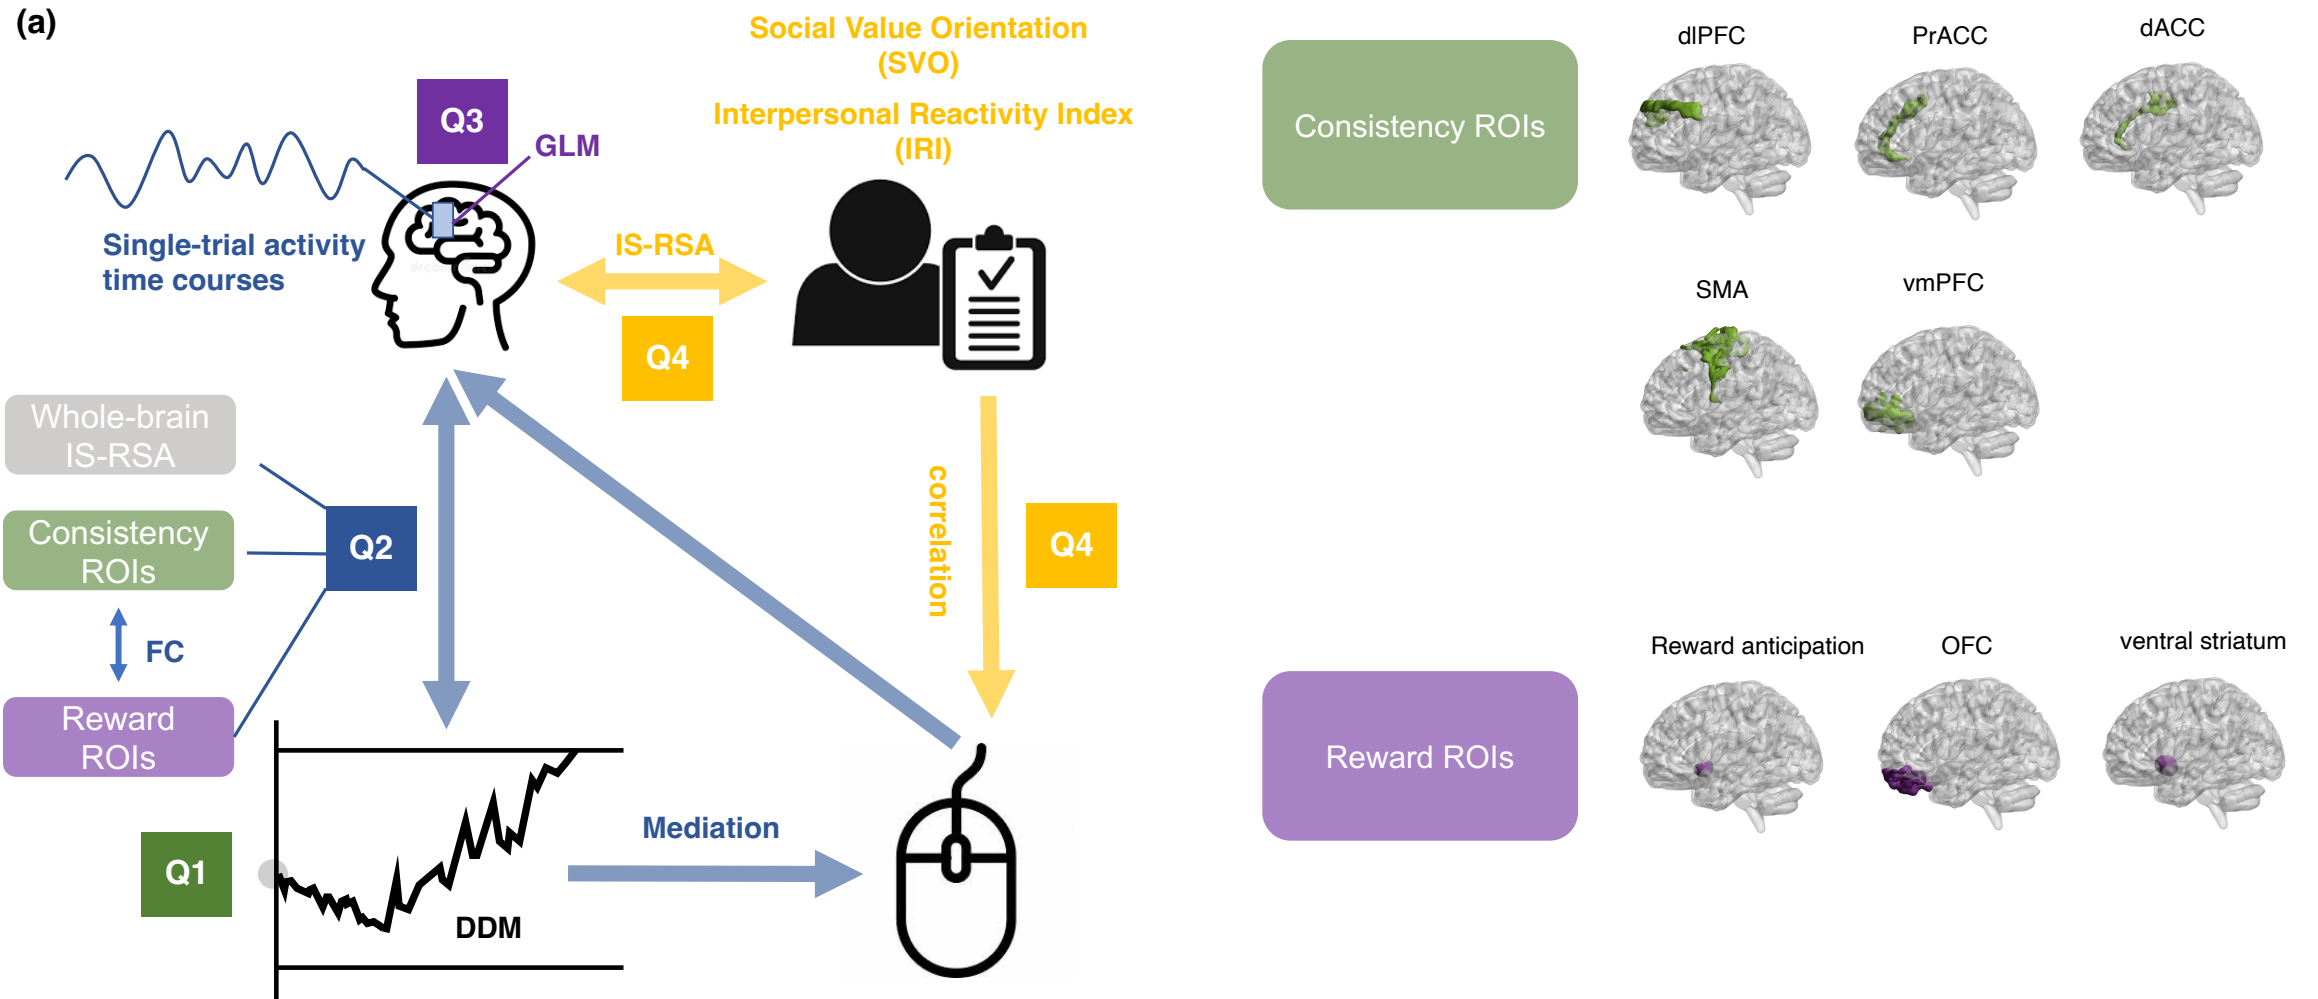 (a)
Social Value Orientation
(SVO)
Interpersonal Reactivity Index
(IRI)
Q3
GLM
Single-trial activity
time courses
IS-RSA
Q4
Whole-brain
IS-RSA
Consistency
ROIs
FC
Reward
ROIs
Q2
correlation
Q4
Q1
DDM
Mediation
Consistency ROIs
dlPFC
PrACC
dACC
SMA
vmPFC
Reward ROIs
Reward anticipation
OFC
ventral striatum